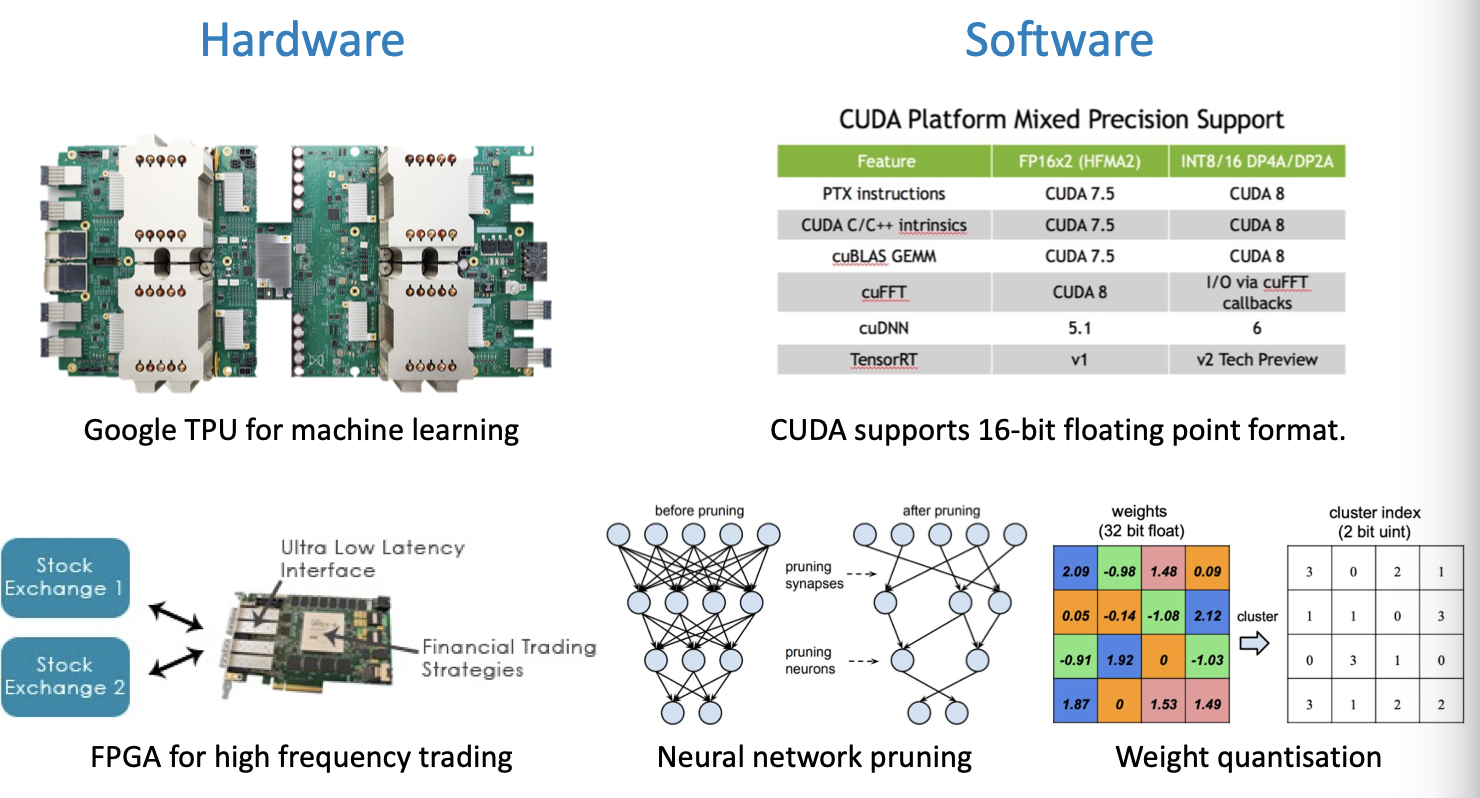 Hardware
Software
CUDA Platform Mixed Precision Support
Feature FP16x2 (HFMA2) INT8/16 DP4A/DP2A
PTX instructions CUDA 7.5 CUDA 8
CUDA C/C++ intrinsics CUDA 7.5 CUDA 8
cuBLAS GEMM CUDA 7.5 CUDA 8
cuFFT CUDA 8 I/O via cuFFT
callbacks
cuDNN 5.1 6
TensorRT v1 v2 Tech Preview
Google TPU for machine learning
CUDA supports 16-bit floating point format.
Stock
Exchange 1
Stock
Exchange 2
Ultra Low Latency
Interface
Financial Trading
Strategies
FPGA for high frequency trading
before pruning
after pruning
pruning
synapses
pruning
neurons
Neural network pruning
weights
(32 bit float)
2.09 -0.98 1.48 0.09
0.05 -0.14 -1.08 2.12
-0.91 1.92 0 -1.03
1.87 0 1.53 1.49
cluster
cluster index
(2 bit uint)
3 0 2 1
1 1 0 3
0 3 1 0
3 1 2 2
Weight quantisation